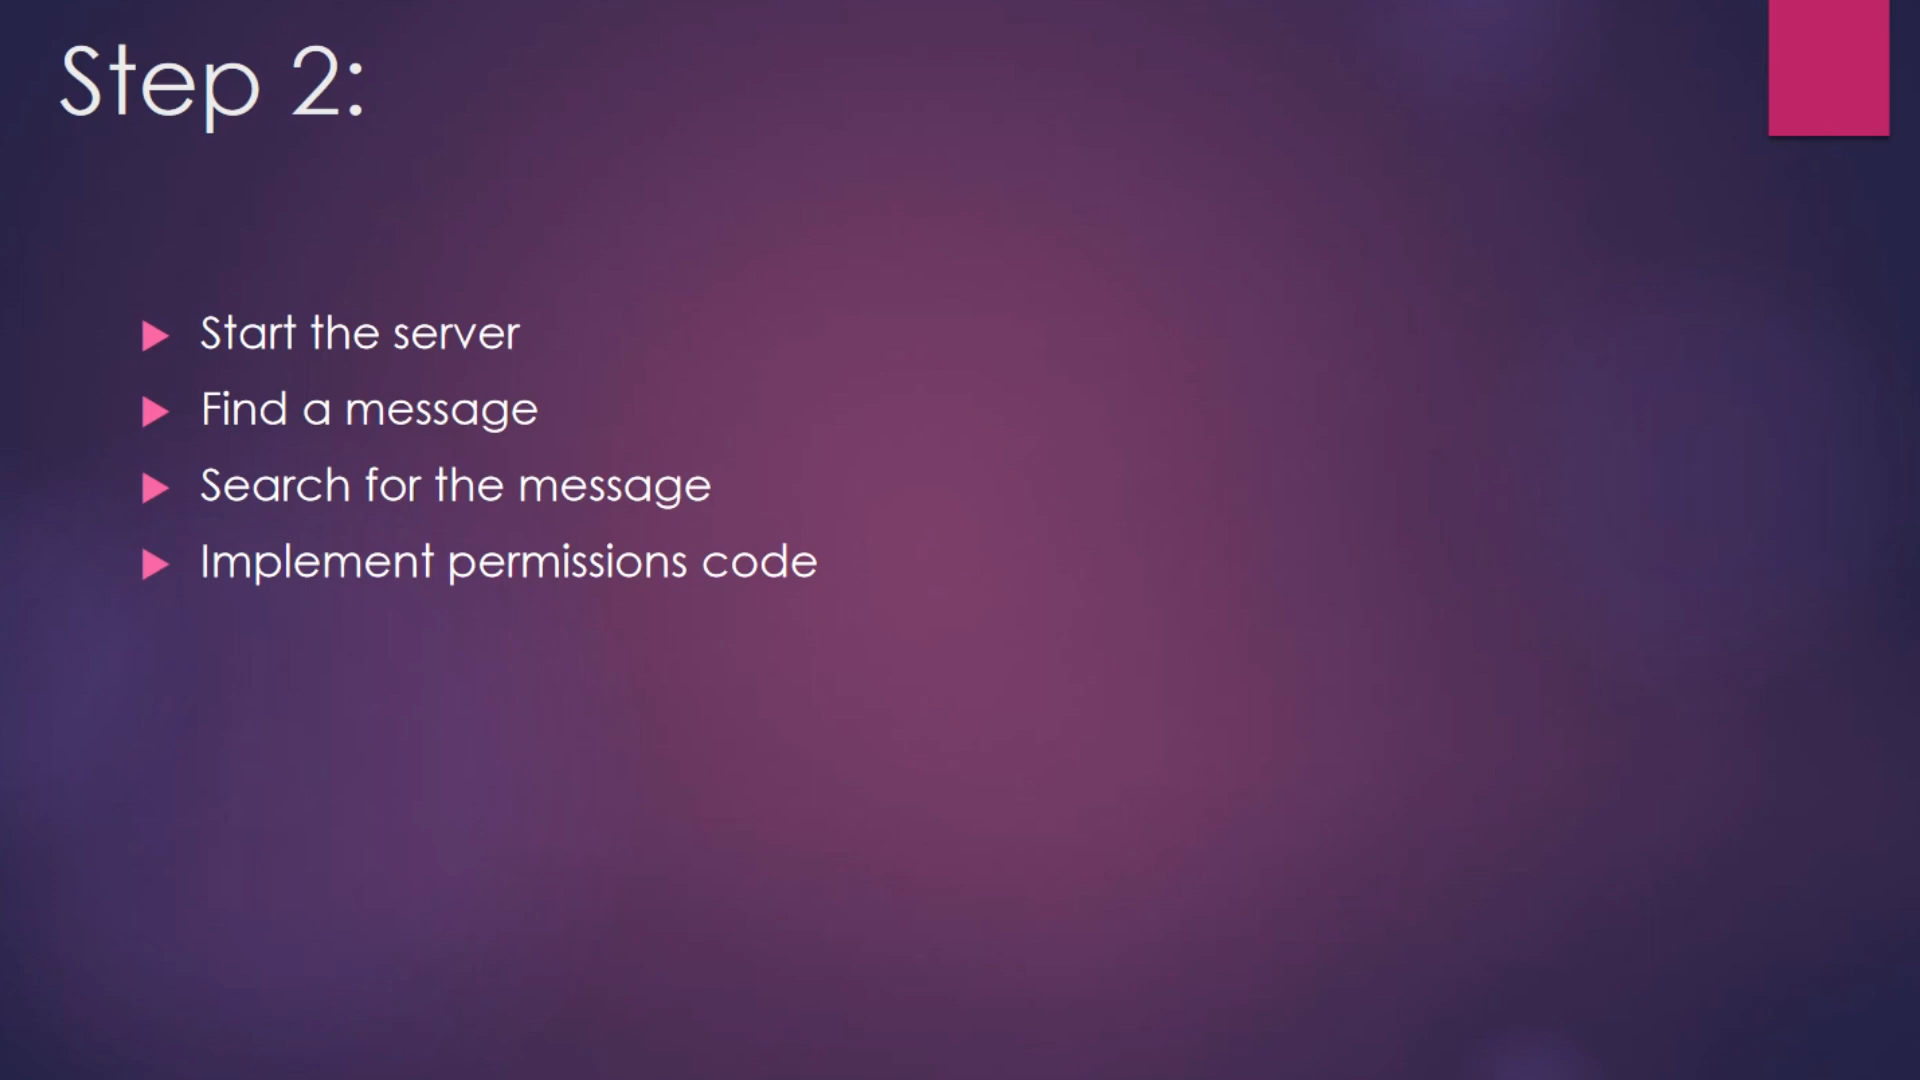 Step 2:
Start the server
Find a message
Search for the message
Implement permissions code